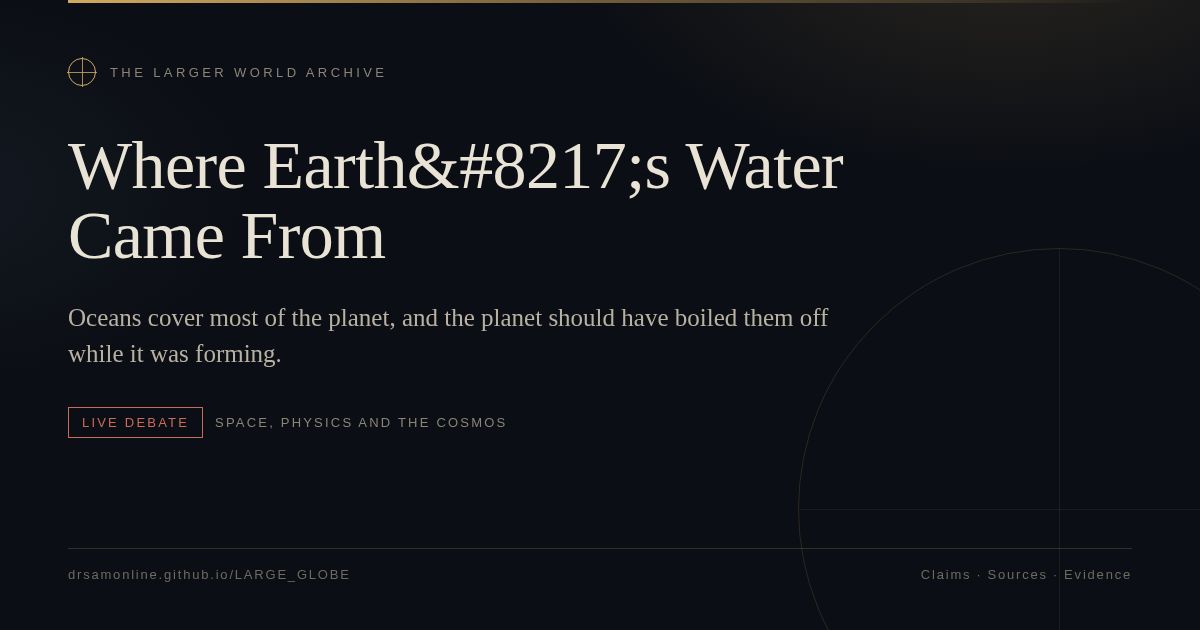 THE LARGER WORLD ARCHIVE
Where Earth&#8217;s Water
Came From
Oceans cover most of the planet, and the planet should have boiled them off
while it was forming.
LIVE DEBATE SPACE, PHYSICS AND THE COSMOS
drsamonline.github.io/LARGE_GLOBE Claims · Sources · Evidence